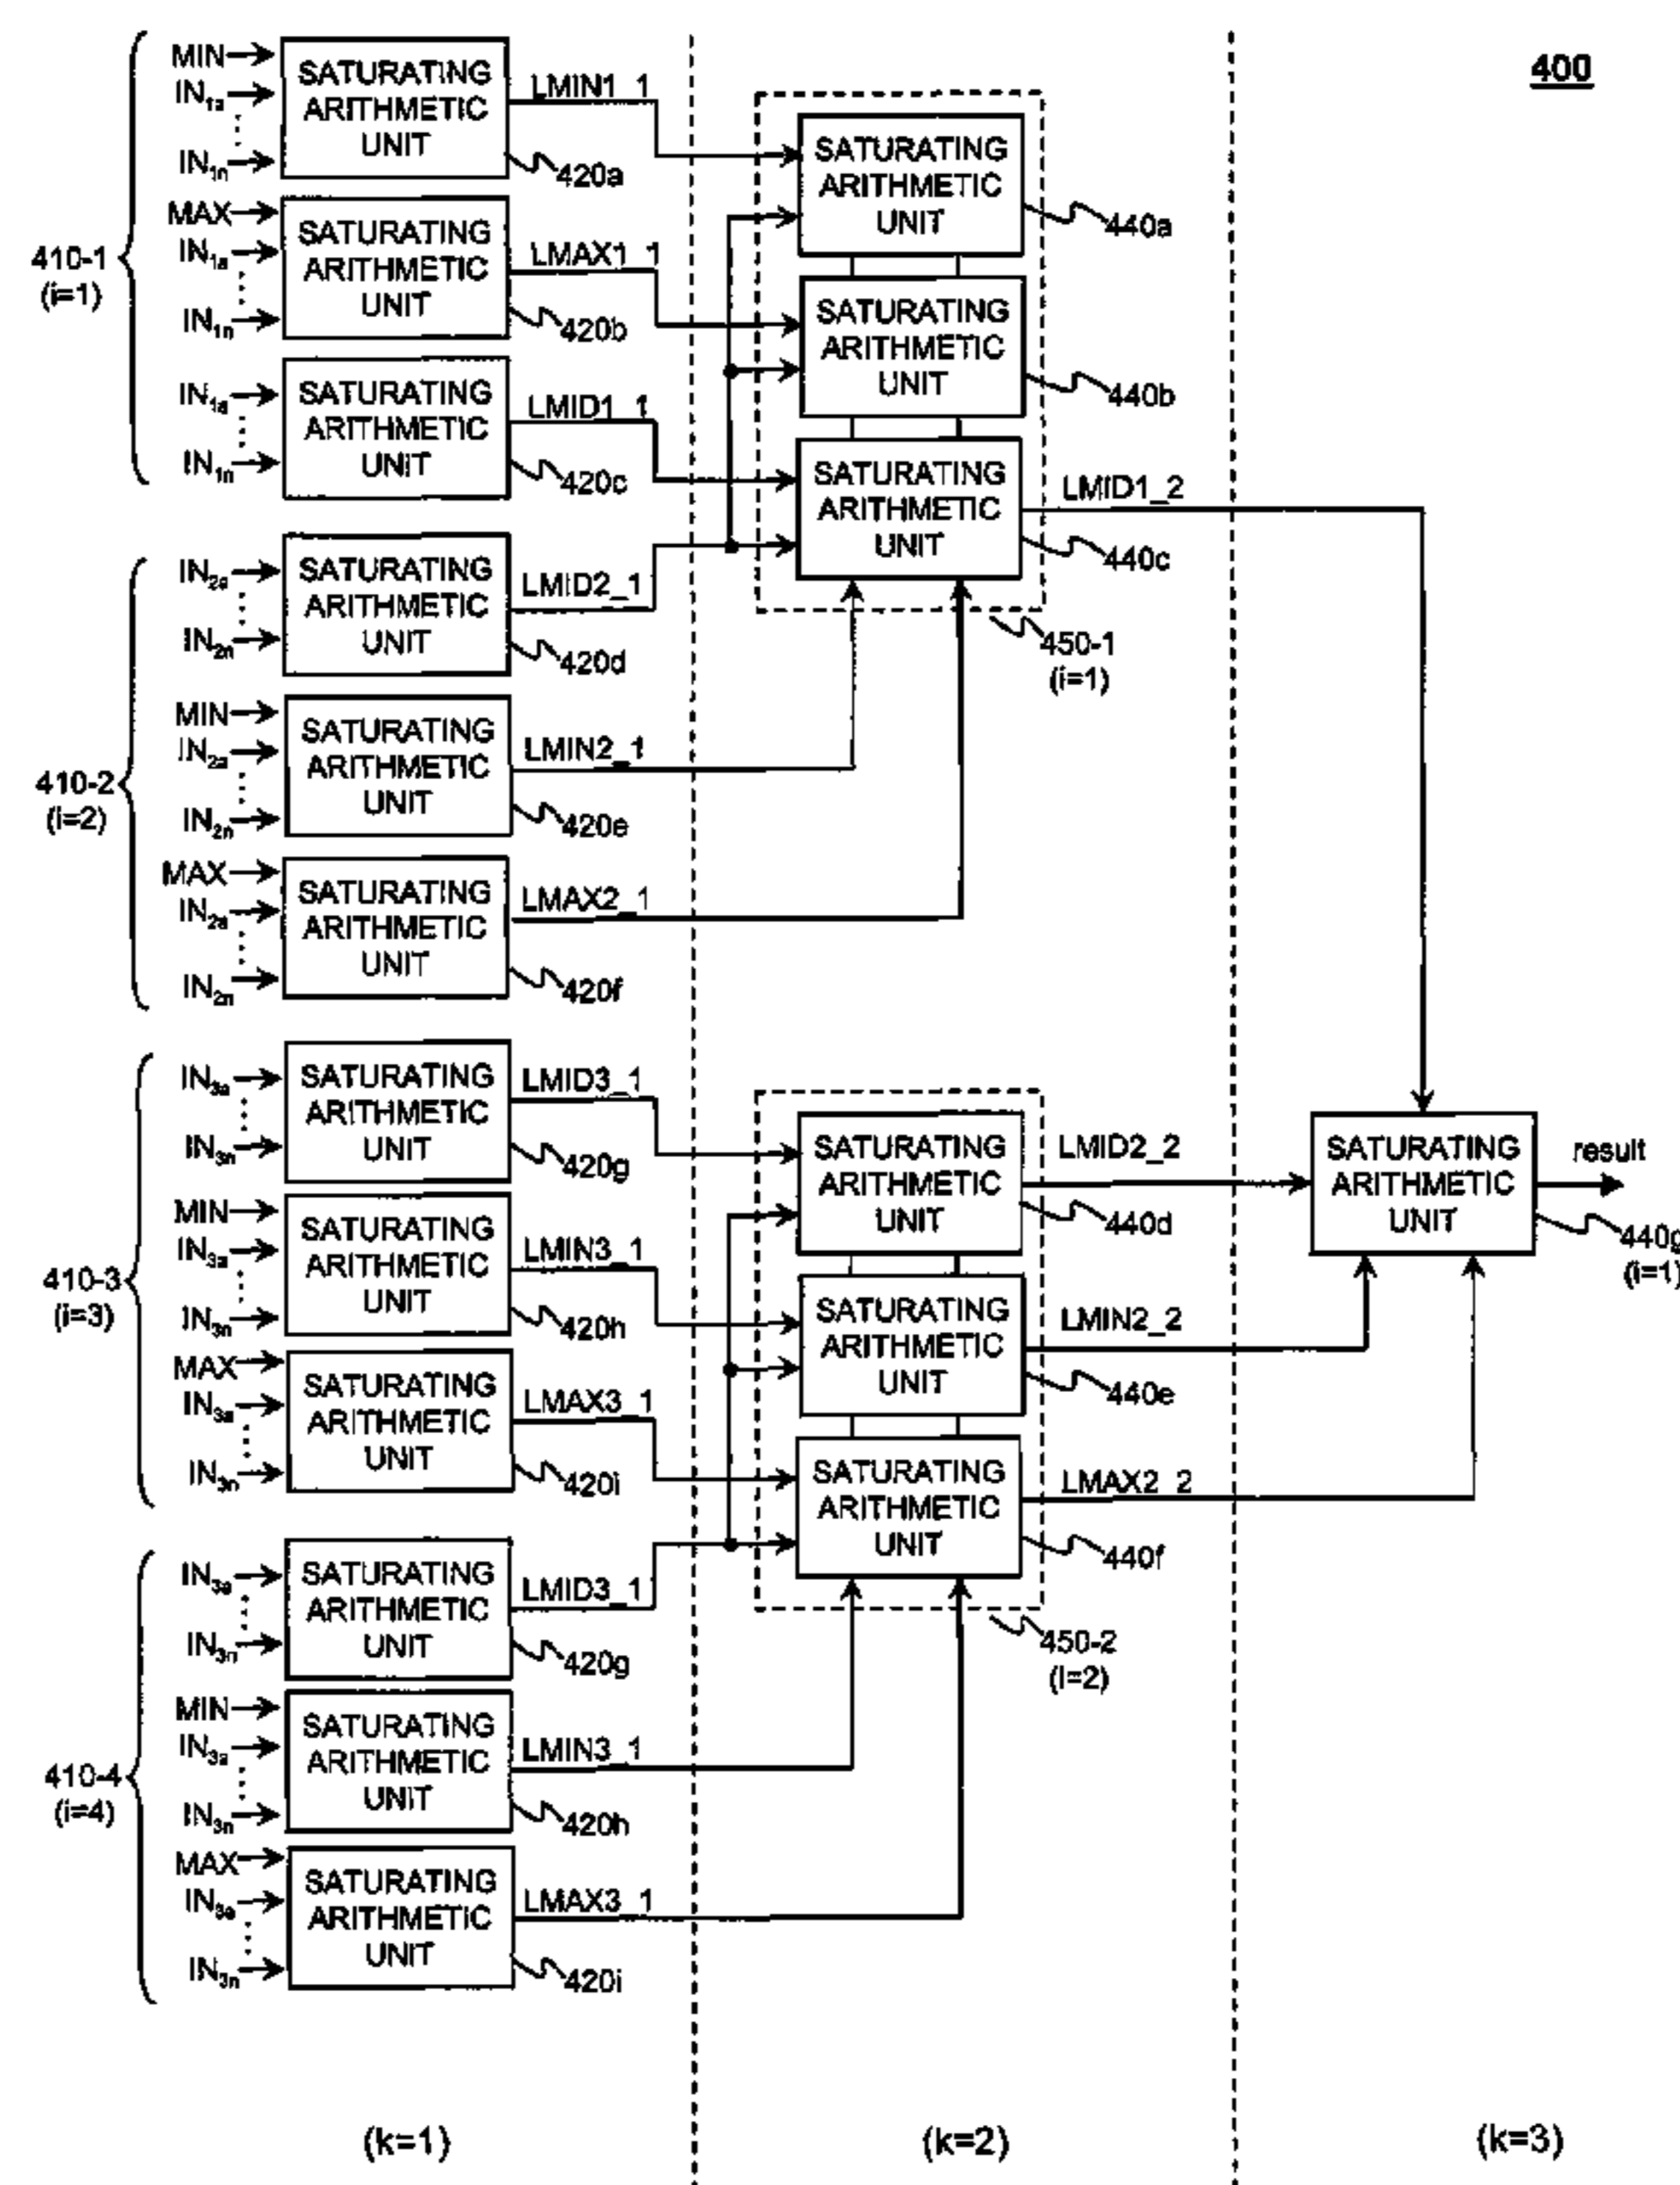 400
MIN
IN1a
IN1n
SATURATING
ARITHMETIC
UNIT
LMIN1_1
420a
MAX
IN1a
IN1n
SATURATING
ARITHMETIC
UNIT
LMAX1_1
420b
410-1
(i=1)
IN1a
IN1n
SATURATING
ARITHMETIC
UNIT
LMID1_1
420c
IN2a
IN2n
SATURATING
ARITHMETIC
UNIT
LMID2_1
420d
410-2
(i=2)
MIN
IN2a
IN2n
SATURATING
ARITHMETIC
UNIT
LMIN2_1
420e
MAX
IN2a
IN2n
SATURATING
ARITHMETIC
UNIT
LMAX2_1
420f
IN3a
IN3n
SATURATING
ARITHMETIC
UNIT
LMID3_1
420g
410-3
(i=3)
MIN
IN3a
IN3n
SATURATING
ARITHMETIC
UNIT
LMIN3_1
420h
MAX
IN3a
IN3n
SATURATING
ARITHMETIC
UNIT
LMAX3_1
420i
IN3a
IN3n
SATURATING
ARITHMETIC
UNIT
LMID3_1
420g
410-4
(i=4)
MIN
IN3a
IN3n
SATURATING
ARITHMETIC
UNIT
LMIN3_1
420h
MAX
IN3a
IN3n
SATURATING
ARITHMETIC
UNIT
LMAX3_1
420i
(k=1)
SATURATING
ARITHMETIC
UNIT
440a
SATURATING
ARITHMETIC
UNIT
440b
SATURATING
ARITHMETIC
UNIT
LMID1_2
440c
450-1
(i=1)
SATURATING
ARITHMETIC
UNIT
LMID2_2
440d
SATURATING
ARITHMETIC
UNIT
LMIN2_2
440e
SATURATING
ARITHMETIC
UNIT
LMAX2_2
440f
450-2
(i=2)
(k=2)
SATURATING
ARITHMETIC
UNIT
result
440g
(i=1)
(k=3)